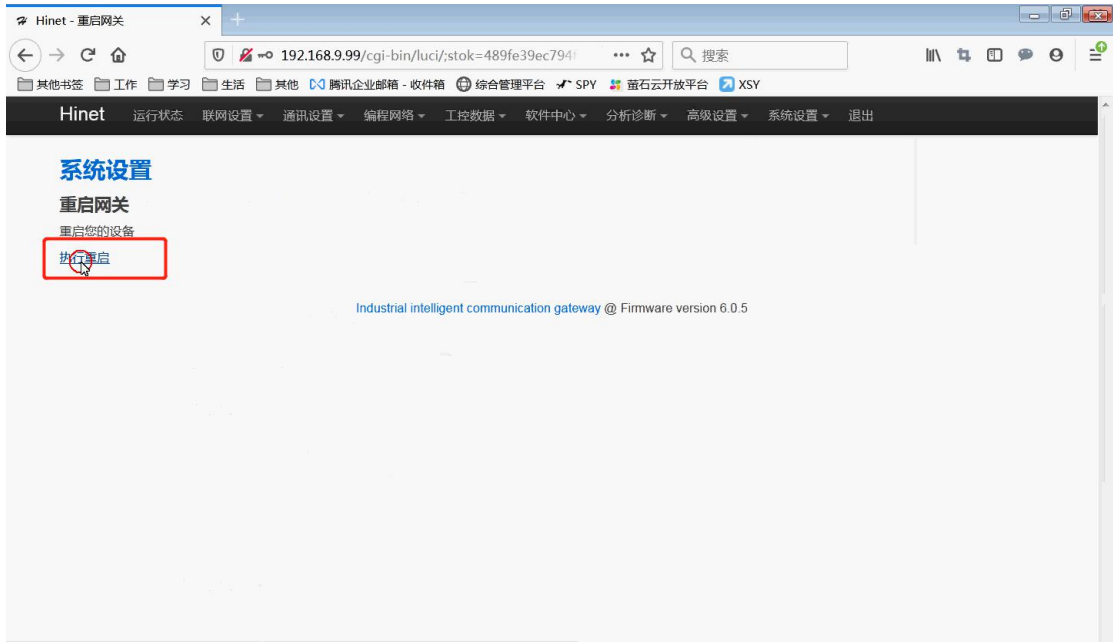 Hinet - 重启网关
192.168.9.99/cgi-bin/luci/;stok=489fe39ec794f
搜索
其他书签 工作 学习 生活 其他 腾讯企业邮箱 - 收件箱 综合管理平台 SPY 萤石云开放平台 XSY
Hinet 运行状态 联网设置 通讯设置 编程网络 工控数据 软件中心 分析诊断 高级设置 系统设置 退出
系统设置
重启网关
重启您的设备
执行重启
Industrial intelligent communication gateway @ Firmware version 6.0.5